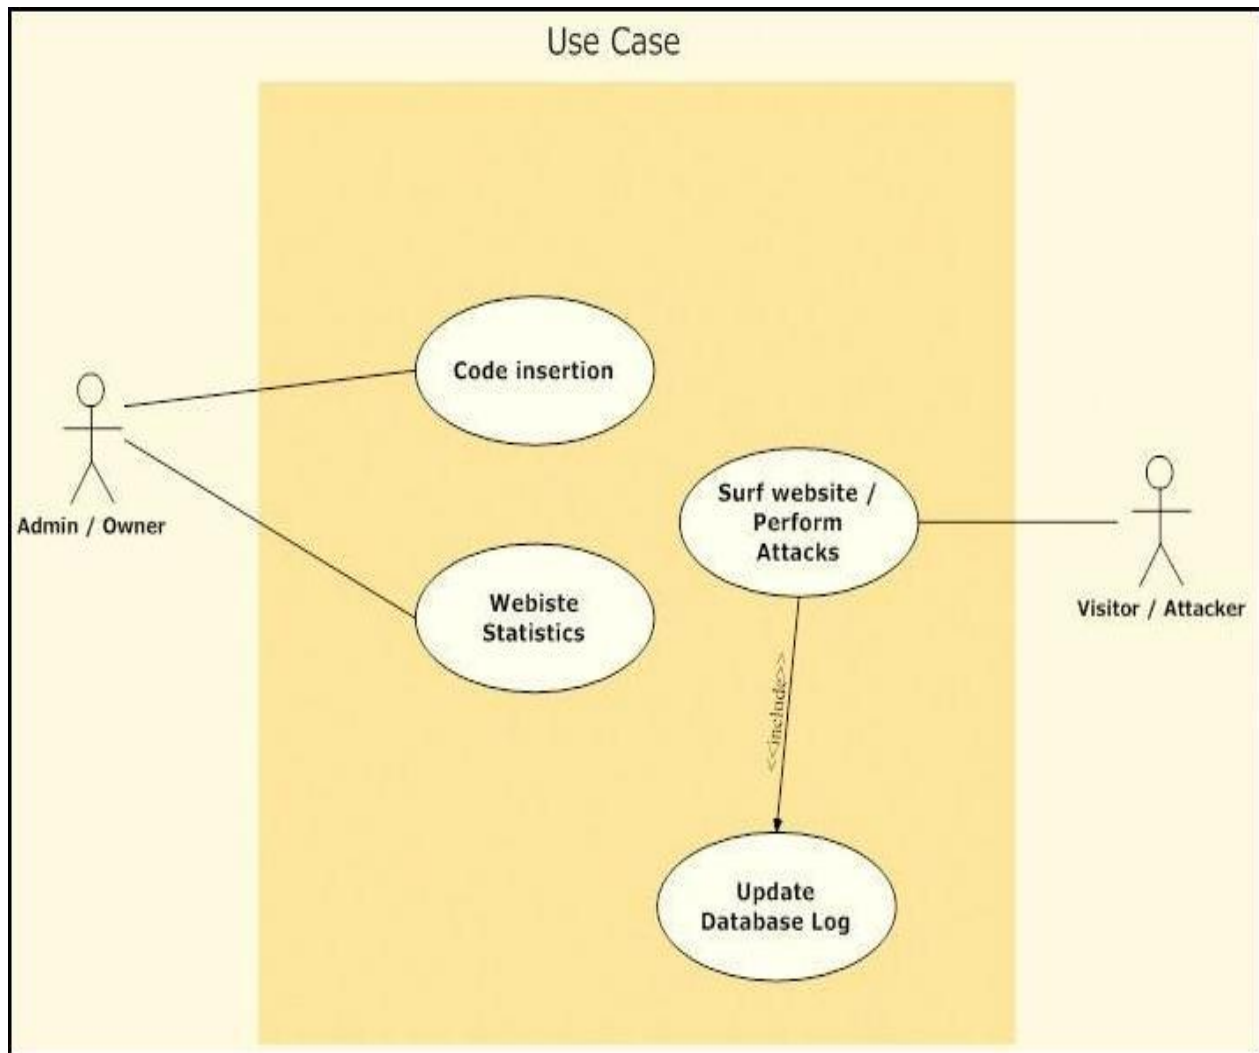 Use Case
Code insertion
Admin / Owner
Surf website /
Perform
Attacks
Visitor / Attacker
Webiste
Statistics
<<include>>
Update
Database Log